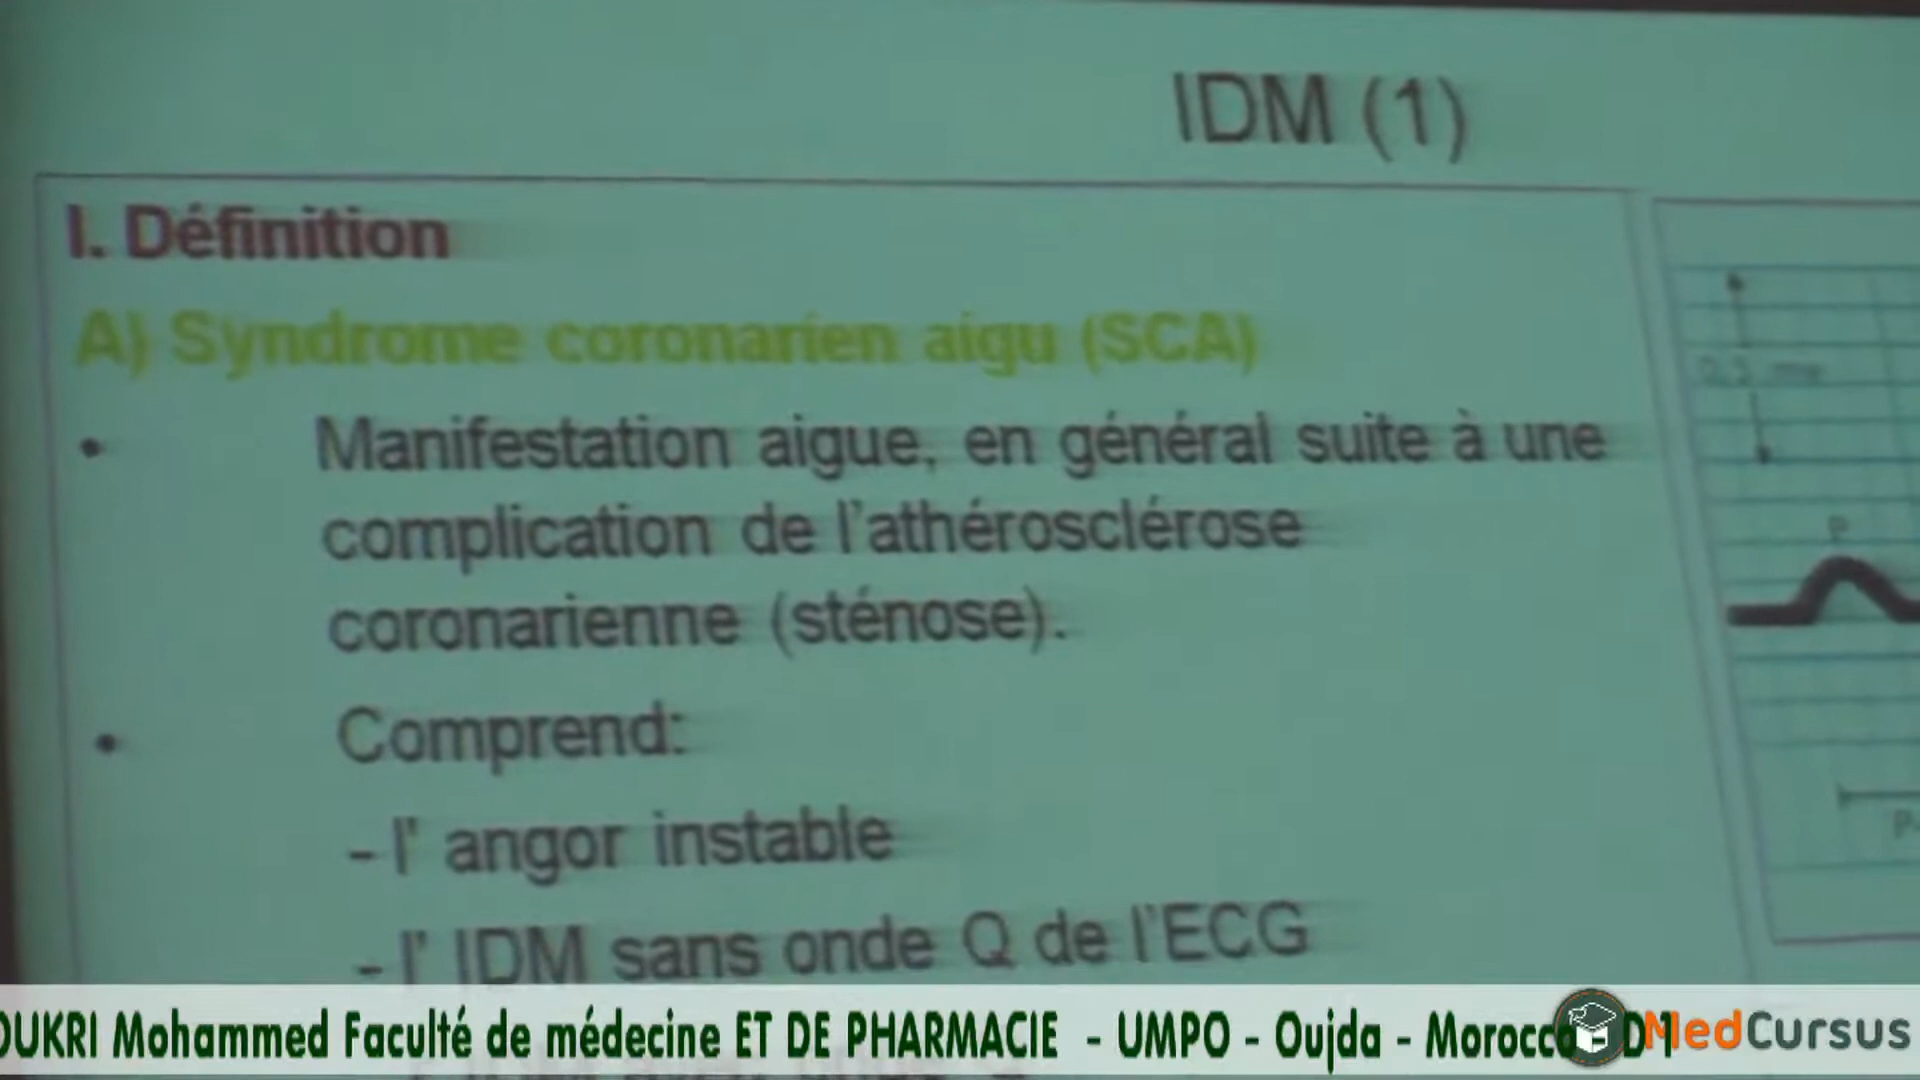 IDM (1)
I. Définition
A) Syndrome coronarien aigu (SCA)
• Manifestation aigue, en général suite à une
complication de l'athérosclérose
coronarienne (sténose).
• Comprend:
- l' angor instable
- l' IDM sans onde Q de l'ECG
P
OUKRI Mohammed Faculté de médecine ET DE PHARMACIE - UMPO - Oujda - Morocco - D1
MedCursus